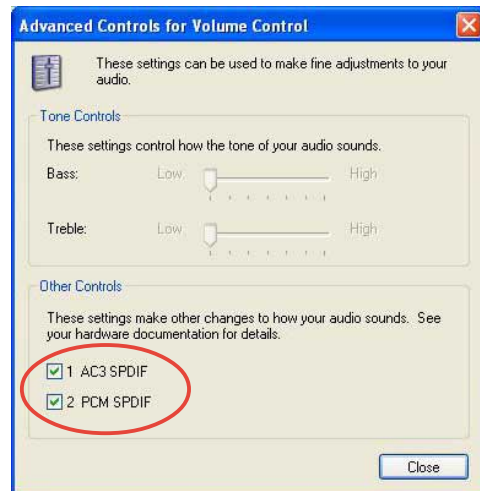 Advanced Controls for Volume Control
These settings can be used to make fine adjustments to your
audio.
Tone Controls
These settings control how the tone of your audio sounds.
Bass: Low High
Treble: Low High
Other Controls
These settings make other changes to how your audio sounds. See
your hardware documentation for details.
1 AC3 SPDIF
2 PCM SPDIF
Close